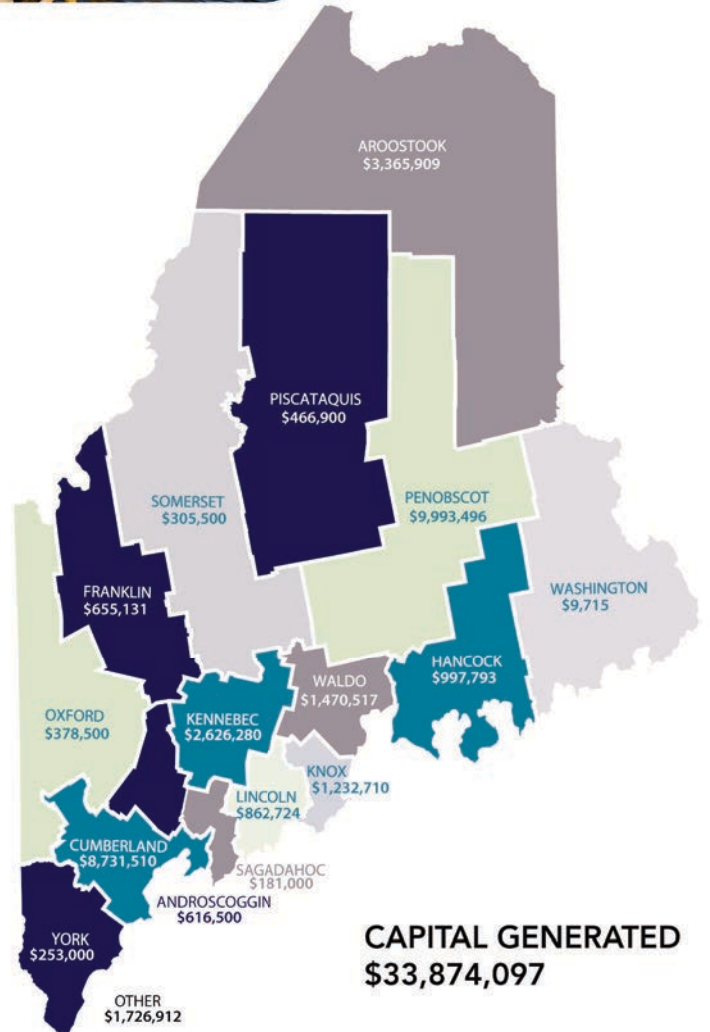 AROOSTOOK
$3,365,909
PISCATAQUIS
$466,900
SOMERSET
$305,500
PENOBSCOT
$9,993,496
FRANKLIN
$655,131
WASHINGTON
$9,715
HANCOCK
$997,793
WALDO
$1,470,517
OXFORD
$378,500
KENNEBEC
$2,626,280
KNOX
$1,232,710
LINCOLN
$862,724
CUMBERLAND
$8,731,510
SAGADAHOC
$181,000
ANDROSCOGGIN
$616,500
YORK
$253,000
OTHER
$1,726,912
CAPITAL GENERATED
$33,874,097